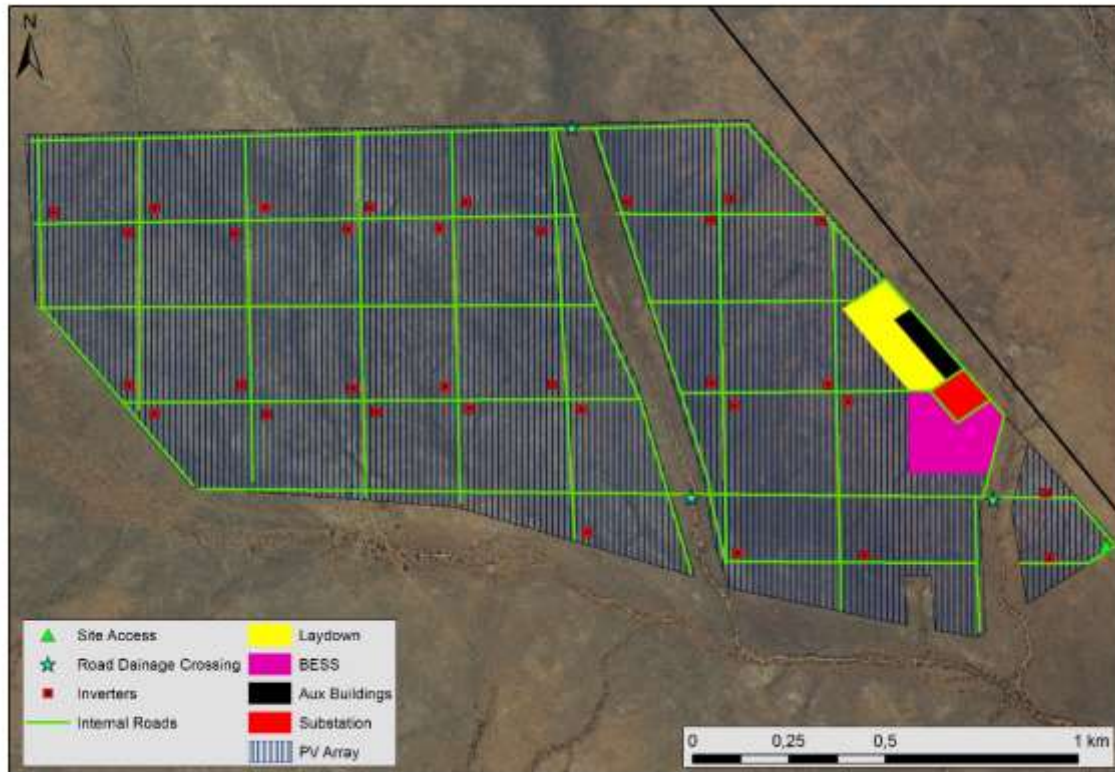 N
Site Access
Road Dainage Crossing
Inverters
Internal Roads
Laydown
BESS
Aux Buildings
Substation
PV Array
0 0,25 0,5 1 km